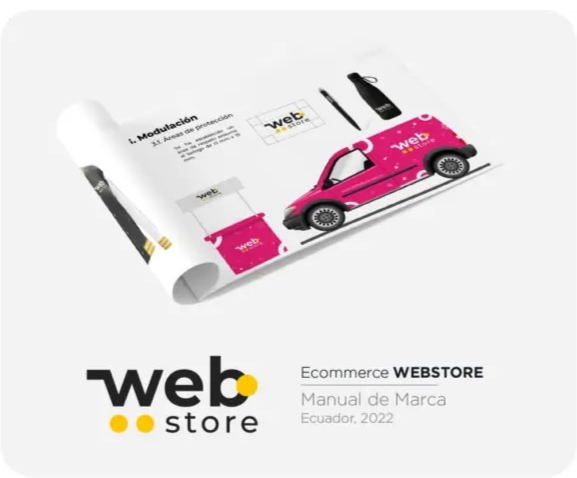 1. Modulación
3.1. Áreas de protección
web
store
web
store
web
store
web
web
store
web
store
Ecommerce WEBSTORE
Manual de Marca
Ecuador, 2022